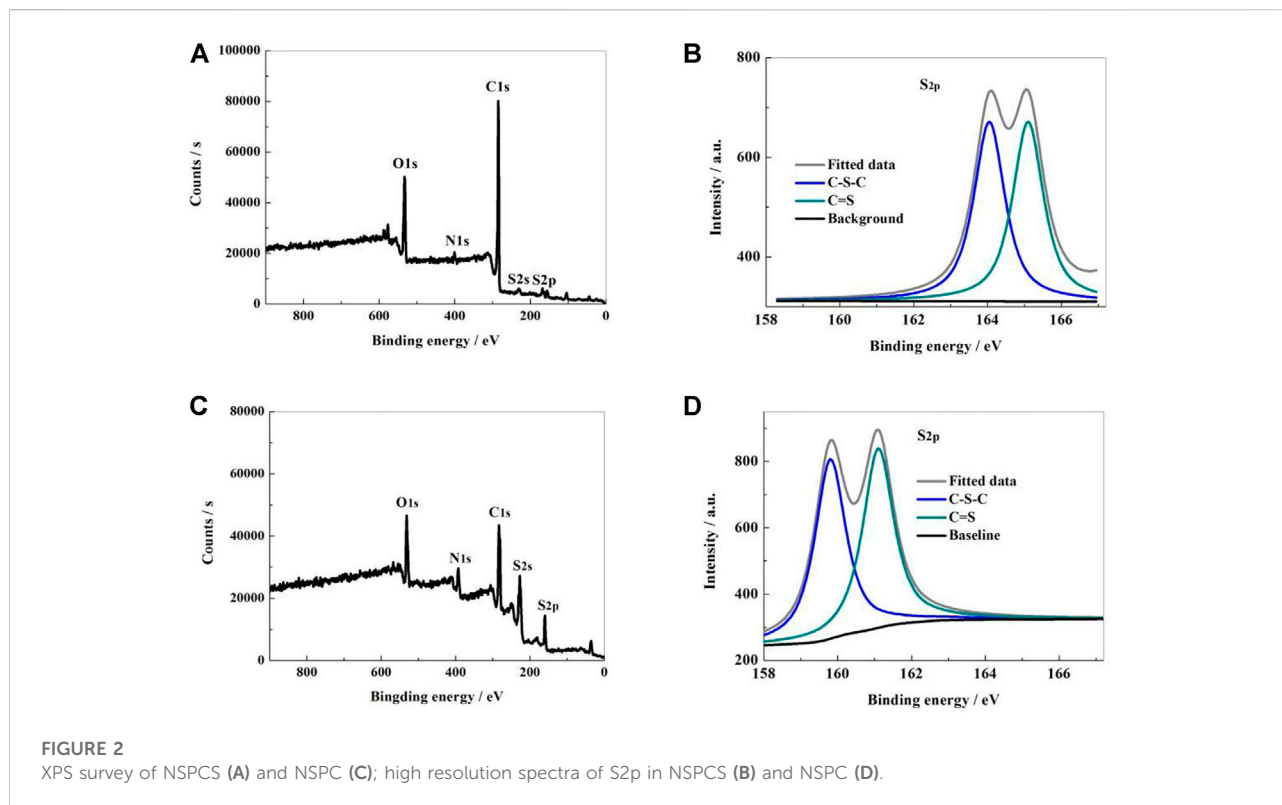 A
100000
80000
60000
40000
20000
0
Counts / s
O1s
C1s
N1s
S2s S2p
800 600 400 200 0
Binding energy / eV
B
800
600
400
Intensity / a.u.
S2p
Fitted data
C-S-C
C=S
Background
158 160 162 164 166
Binding energy / eV
C
80000
60000
40000
20000
0
Counts / s
O1s
N1s
C1s
S2s
S2p
800 600 400 200 0
Bingding energy / eV
D
800
600
400
200
Intensity / a.u.
S2p
Fitted data
C-S-C
C=S
Baseline
158 160 162 164 166
Binding energy / eV
FIGURE 2
XPS survey of NSPCS (A) and NSPC (C); high resolution spectra of S2p in NSPCS (B) and NSPC (D).